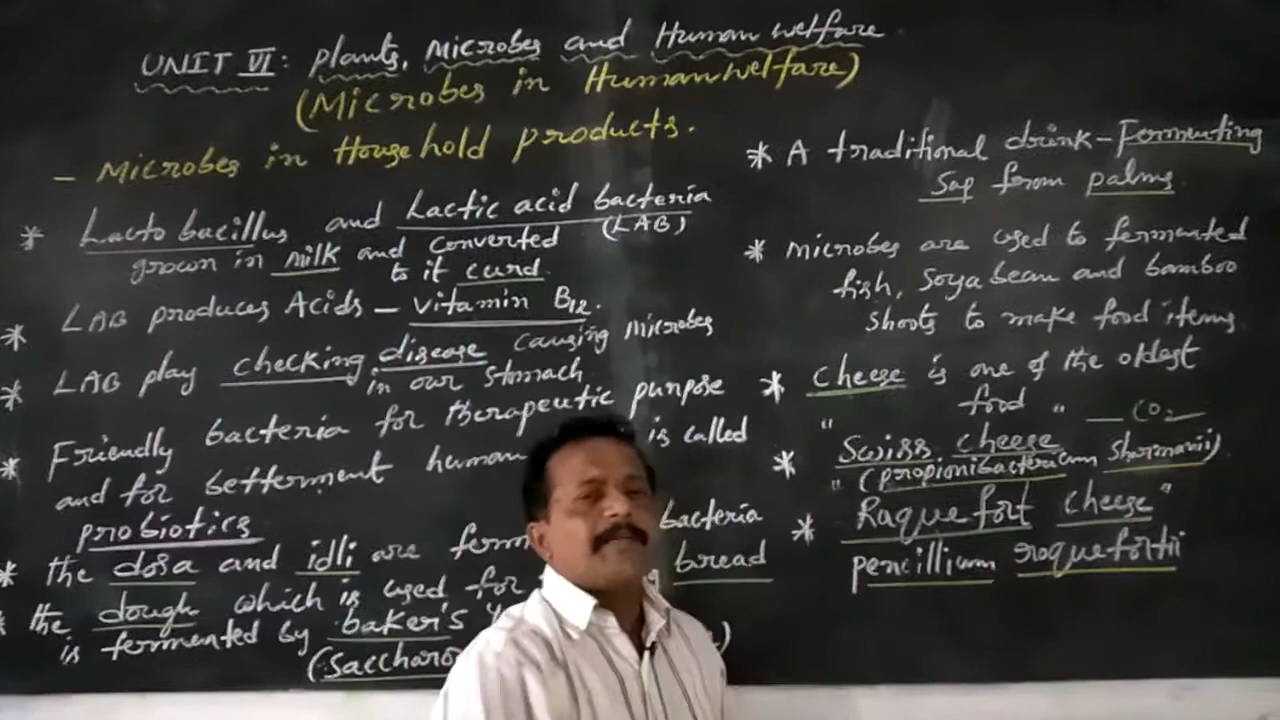 UNIT VI: plants, Microbes and Human welfare.
(Microbes in Human welfare)
- Microbes in Household products.
* Lacto bacillus and Lactic acid bacteria
(LAB)
grown in milk and converted
to it curd.
* LAB produces Acids - vitamin B12.
* LAB play checking disease causing microbes
in our stomach
* Friendly bacteria for therapeutic purpose
and for betterment human is called
probiotics
* the dosa and idli are ferm bacteria
* the dough which is used for bread
is fermented by baker's
(saccharo )
* A traditional drink - Fermenting
Sap from palms.
* microbes are used to fermented
fish, Soya bean and bamboo
Shoots to make food items.
* Cheese is one of the oldest
food - CO2 -
* "Swiss cheese"
(propionibacterium Sharmanii)
* "Raquefort cheese"
pencillium roquefortii